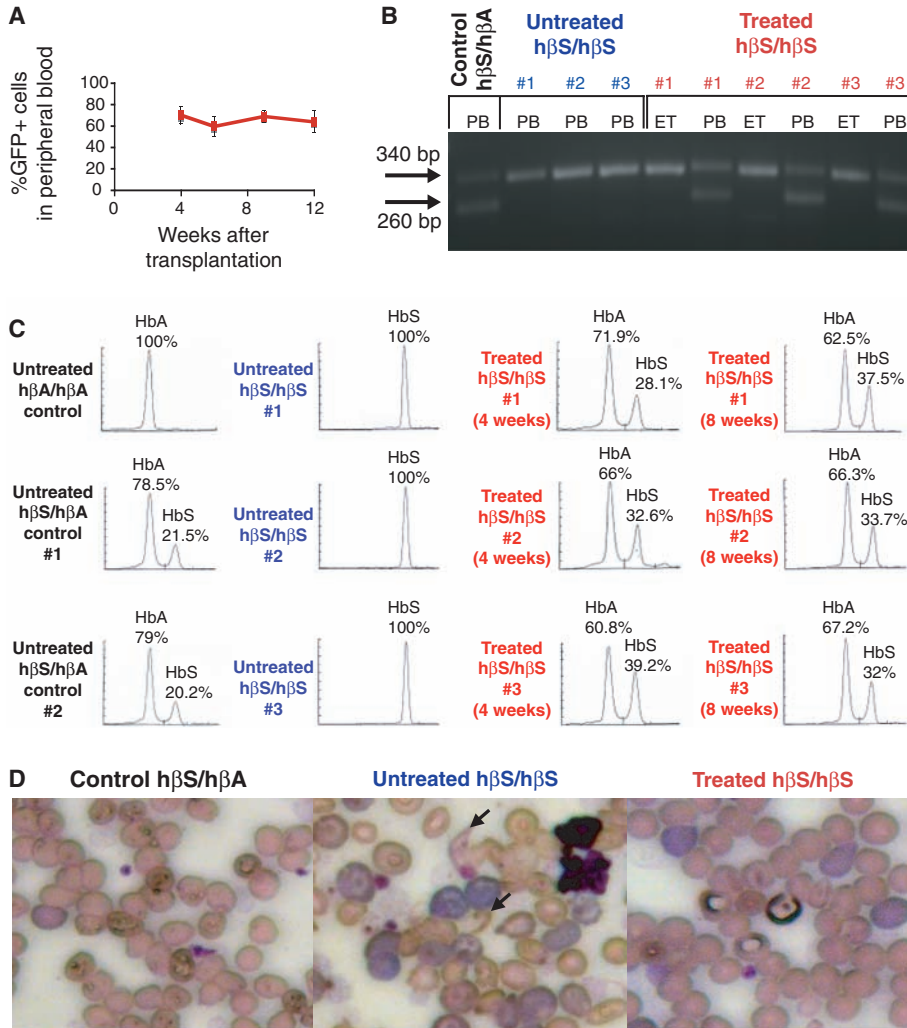 A
%GFP+ cells
in peripheral blood
100
80
60
40
20
0
0
4
8
12
Weeks after
transplantation
B
Control
hβS/hβA
Untreated
hβS/hβS
Treated
hβS/hβS
#1 #2 #3 #1 #1 #2 #2 #3 #3
PB PB PB PB ET PB ET PB ET PB
340 bp
260 bp
C
Untreated
hβA/hβA
control
HbA
100%
Untreated
hβS/hβS
#1
HbS
100%
Treated
hβS/hβS
#1
(4 weeks)
HbA
71.9%
HbS
28.1%
Treated
hβS/hβS
#1
(8 weeks)
HbA
62.5%
HbS
37.5%
Untreated
hβS/hβA
control
#1
HbA
78.5%
HbS
21.5%
Untreated
hβS/hβS
#2
HbS
100%
Treated
hβS/hβS
#2
(4 weeks)
HbA
66%
HbS
32.6%
Treated
hβS/hβS
#2
(8 weeks)
HbA
66.3%
HbS
33.7%
Untreated
hβS/hβA
control
#2
HbA
79%
HbS
20.2%
Untreated
hβS/hβS
#3
HbS
100%
Treated
hβS/hβS
#3
(4 weeks)
HbA
60.8%
HbS
39.2%
Treated
hβS/hβS
#3
(8 weeks)
HbA
67.2%
HbS
32%
D
Control hβS/hβA
Untreated hβS/hβS
Treated hβS/hβS